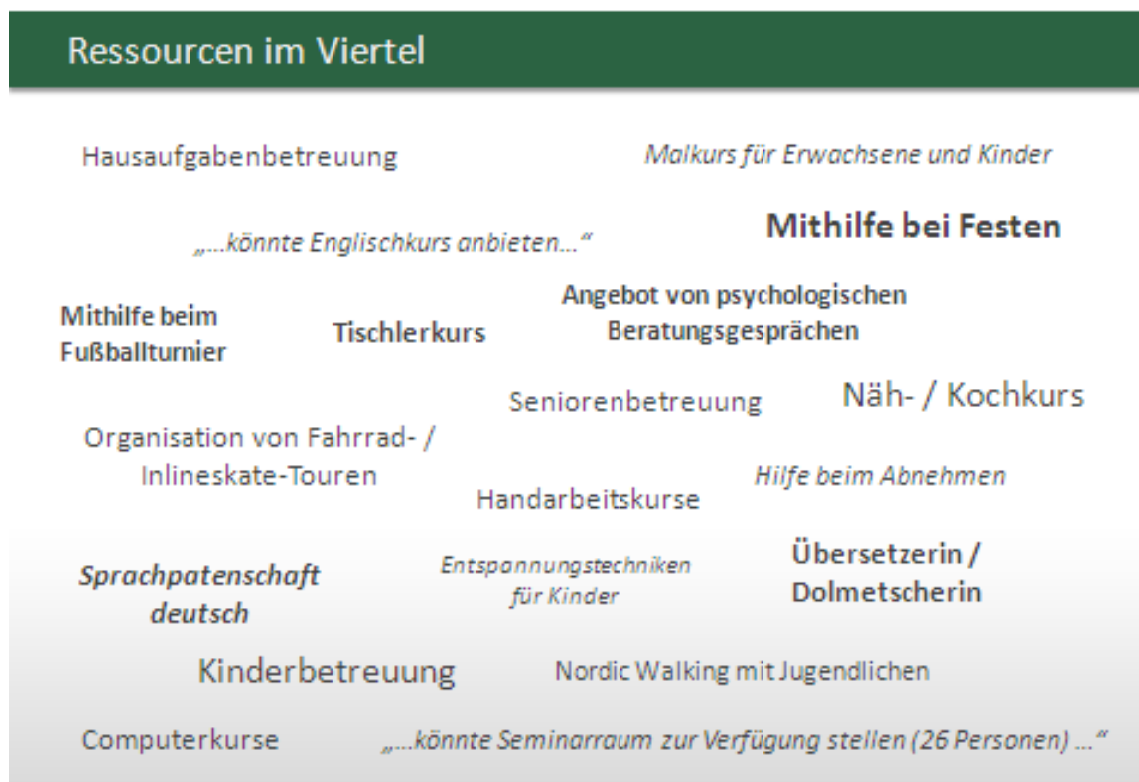 Ressourcen im Viertel
Hausaufgabenbetreuung
Malkurs für Erwachsene und Kinder
Mithilfe bei Festen
„...könnte Englischkurs anbieten...“
Angebot von psychologischen
Beratungsgesprächen
Mithilfe beim
Fußballturnier
Tischlerkurs
Seniorenbetreuung
Näh- / Kochkurs
Organisation von Fahrrad- /
Inlineskate-Touren
Hilfe beim Abnehmen
Handarbeitskurse
Sprachpatenschaft
deutsch
Entspannungstechniken
für Kinder
Übersetzerin /
Dolmetscherin
Kinderbetreuung
Nordic Walking mit Jugendlichen
Computerkurse
„...könnte Seminarraum zur Verfügung stellen (26 Personen) ...“